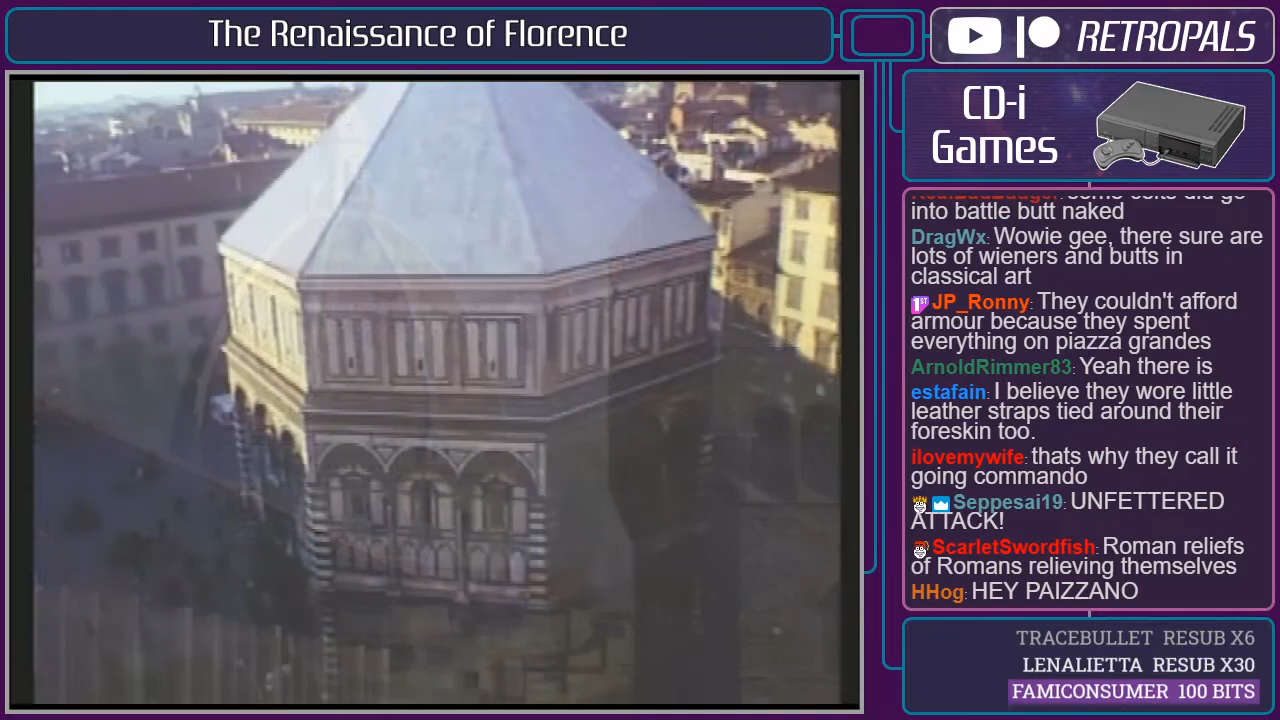 The Renaissance of Florence
RETROPALS
CD-i
Games
into battle butt naked
DragWx: Wowie gee, there sure are
lots of wieners and butts in
classical art
1ST JP_Ronny: They couldn't afford
armour because they spent
everything on piazza grandes
ArnoldRimmer83: Yeah there is
estafain: I believe they wore little
leather straps tied around their
foreskin too.
ilovemywife: thats why they call it
going commando
Seppesai19: UNFETTERED
ATTACK!
ScarletSwordfish: Roman reliefs
of Romans relieving themselves
HHog: HEY PAIZZANO
TRACEBULLET RESUB X6
LENALIETTA RESUB X30
FAMICONSUMER 100 BITS